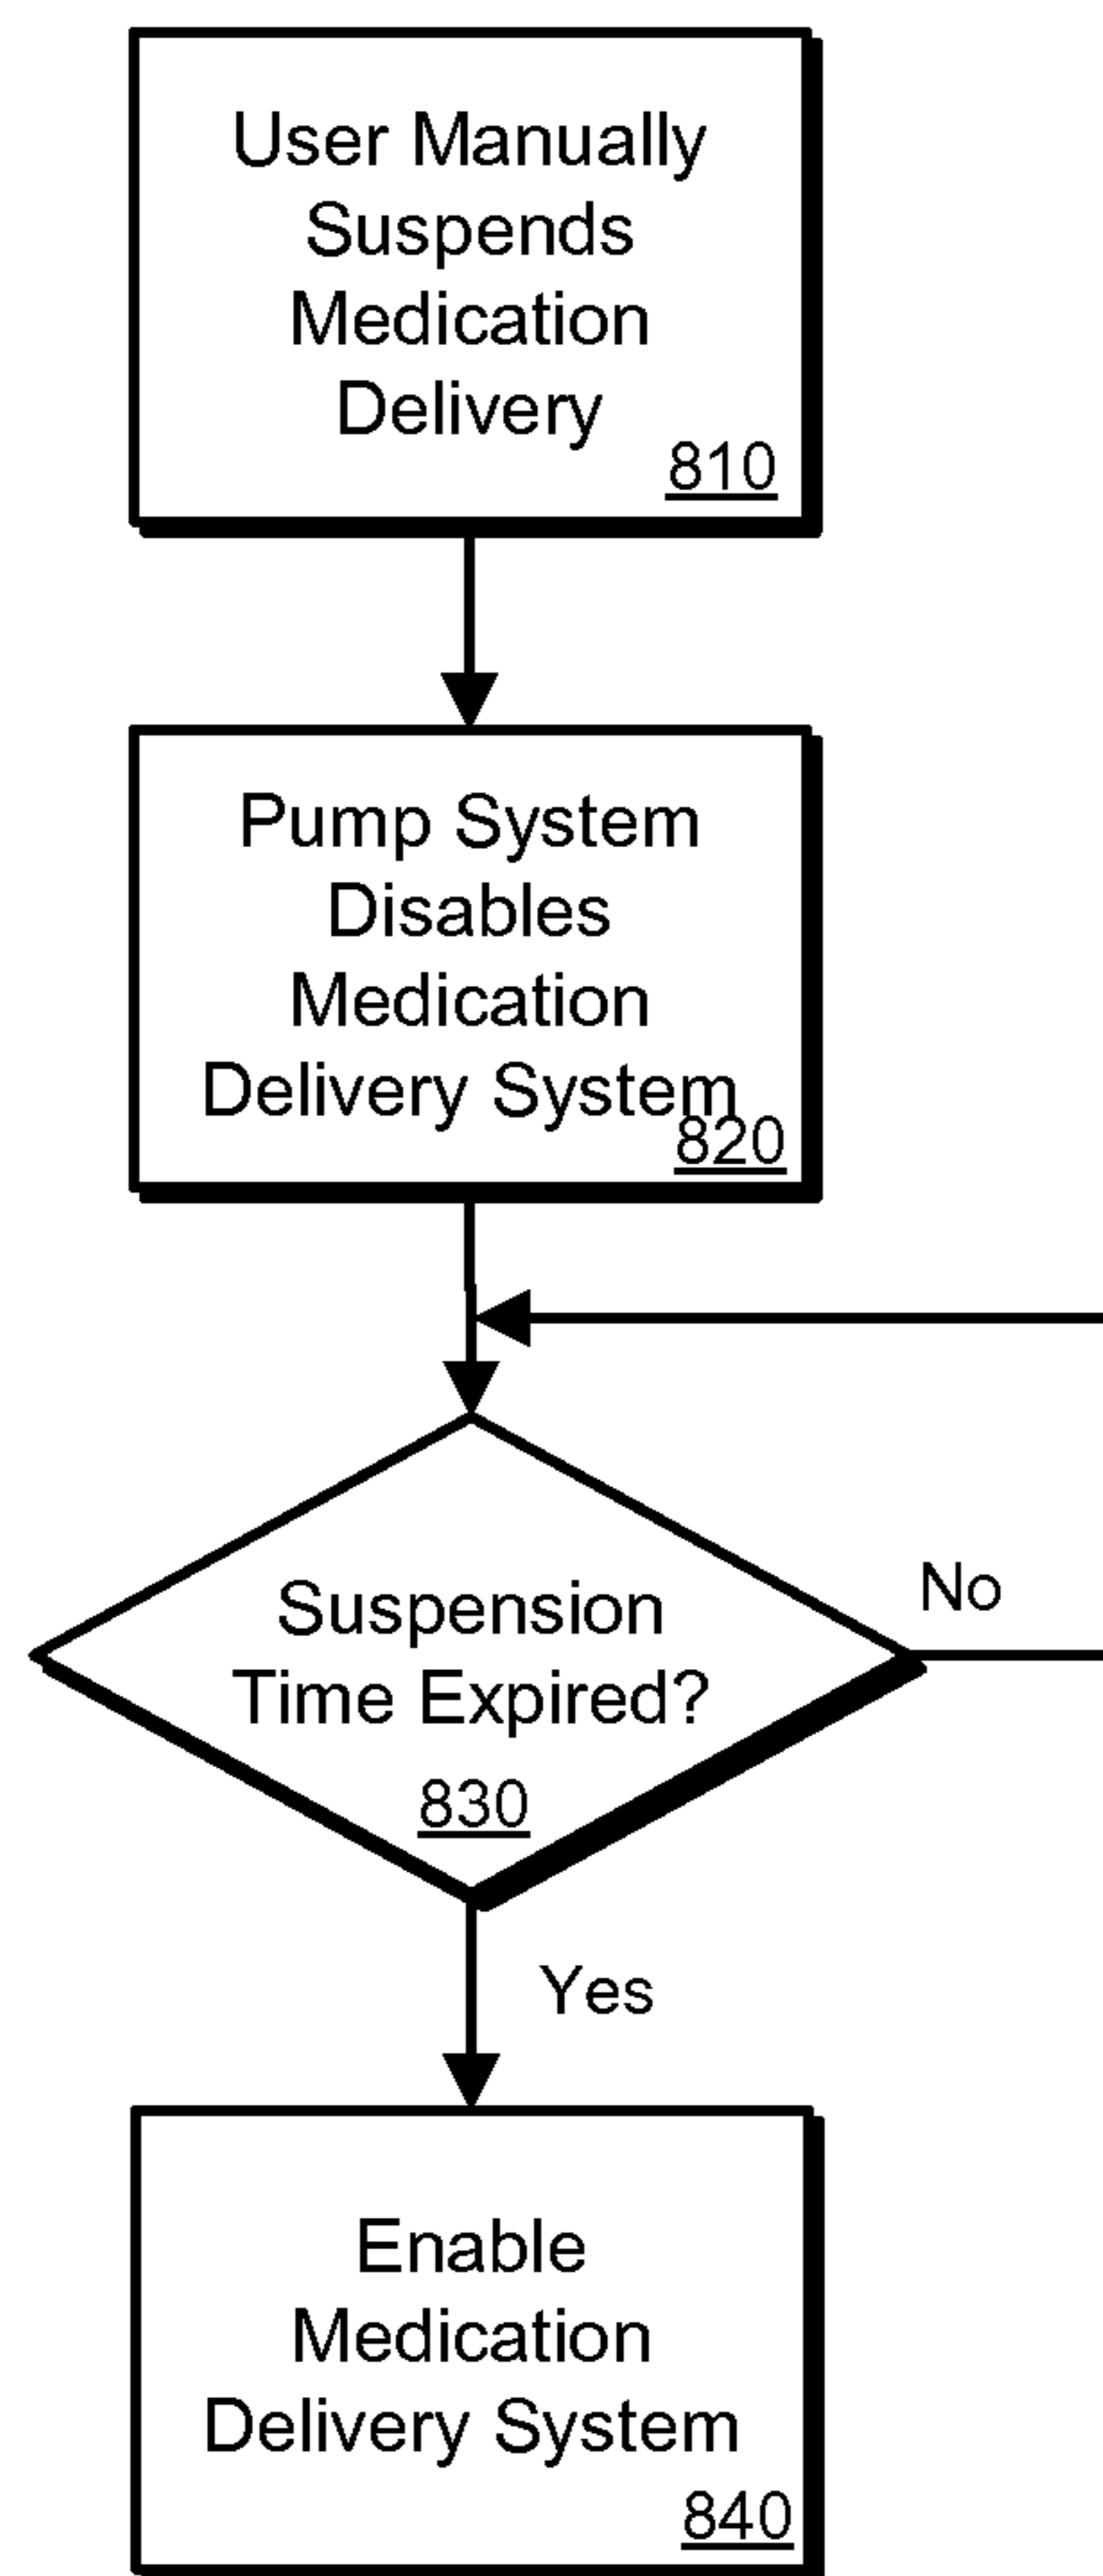 User Manually
Suspends
Medication
Delivery
810
Pump System
Disables
Medication
Delivery System
820
Suspension
Time Expired?
830
No
Yes
Enable
Medication
Delivery System
840